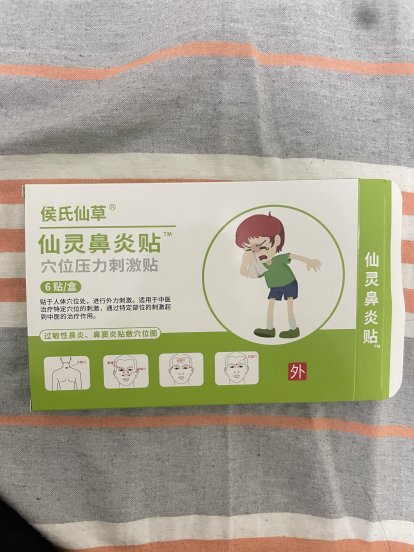 侯氏仙草®
仙灵鼻炎贴™
穴位压力刺激贴
6贴/盒
贴于人体穴位处，进行外力刺激。适用于中医
治疗特定穴位的刺激，通过特定部位的刺激起
到中医的治疗作用。
过敏性鼻炎、鼻窦炎贴敷穴位图
外
仙灵鼻炎贴™